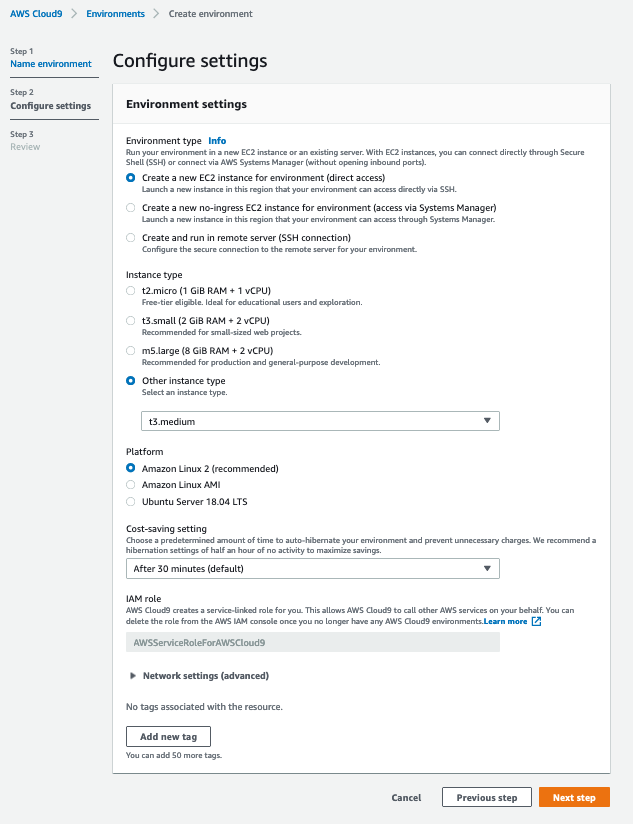 AWS Cloud9 > Environments > Create environment
Step 1
Name environment
Step 2
Configure settings
Step 3
Review
Configure settings
Environment settings
Environment type Info
Run your environment in a new EC2 instance or an existing server. With EC2 instances, you can connect directly through Secure
Shell (SSH) or connect via AWS Systems Manager (without opening inbound ports).
Create a new EC2 instance for environment (direct access)
Launch a new instance in this region that your environment can access directly via SSH.
Create a new no-ingress EC2 instance for environment (access via Systems Manager)
Launch a new instance in this region that your environment can access through Systems Manager.
Create and run in remote server (SSH connection)
Configure the secure connection to the remote server for your environment.
Instance type
t2.micro (1 GiB RAM + 1 vCPU)
Free-tier eligible. Ideal for educational users and exploration.
t3.small (2 GiB RAM + 2 vCPU)
Recommended for small-sized web projects.
m5.large (8 GiB RAM + 2 vCPU)
Recommended for production and general-purpose development.
Other instance type
Select an instance type.
t3.medium
Platform
Amazon Linux 2 (recommended)
Amazon Linux AMI
Ubuntu Server 18.04 LTS
Cost-saving setting
Choose a predetermined amount of time to auto-hibernate your environment and prevent unnecessary charges. We recommend a
hibernation settings of half an hour of no activity to maximize savings.
After 30 minutes (default)
IAM role
AWS Cloud9 creates a service-linked role for you. This allows AWS Cloud9 to call other AWS services on your behalf. You can
delete the role from the AWS IAM console once you no longer have any AWS Cloud9 environments.Learn more
AWSServiceRoleForAWSCloud9
Network settings (advanced)
No tags associated with the resource.
Add new tag
You can add 50 more tags.
Cancel
Previous step
Next step